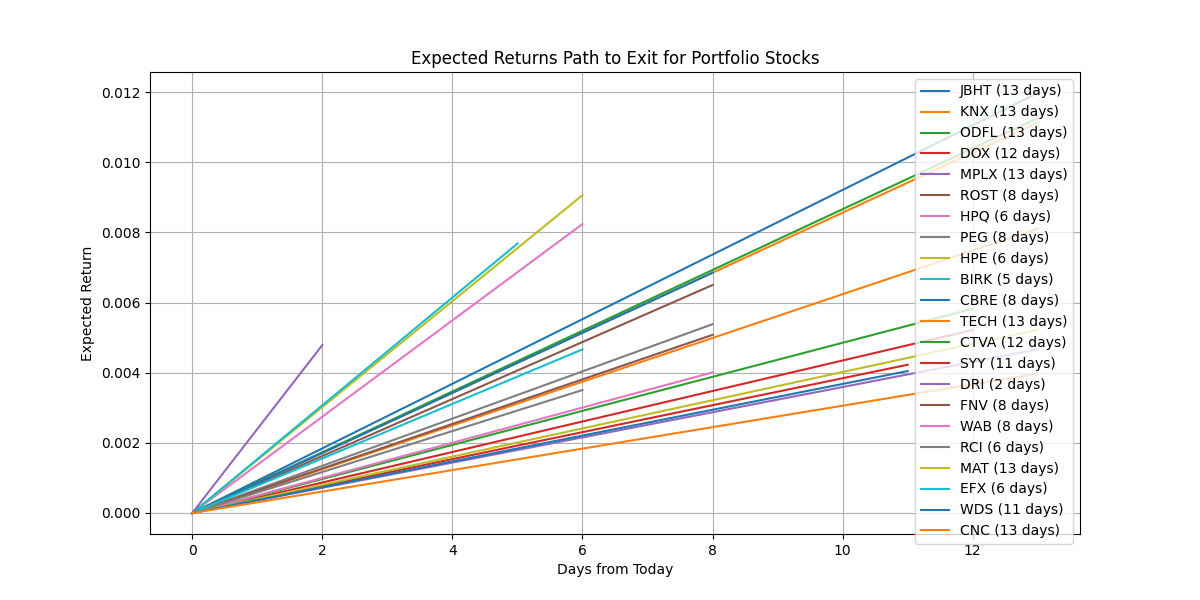 Expected Returns Path to Exit for Portfolio Stocks
Expected Return
0.012
0.010
0.008
0.006
0.004
0.002
0.000
JBHT (13 days)
KNX (13 days)
ODFL (13 days)
DOX (12 days)
MPLX (13 days)
ROST (8 days)
HPQ (6 days)
PEG (8 days)
HPE (6 days)
BIRK (5 days)
CBRE (8 days)
TECH (13 days)
CTVA (12 days)
SYY (11 days)
DRI (2 days)
FNV (8 days)
WAB (8 days)
RCI (6 days)
MAT (13 days)
EFX (6 days)
WDS (11 days)
CNC (13 days)
0 2 4 6 8 10 12
Days from Today